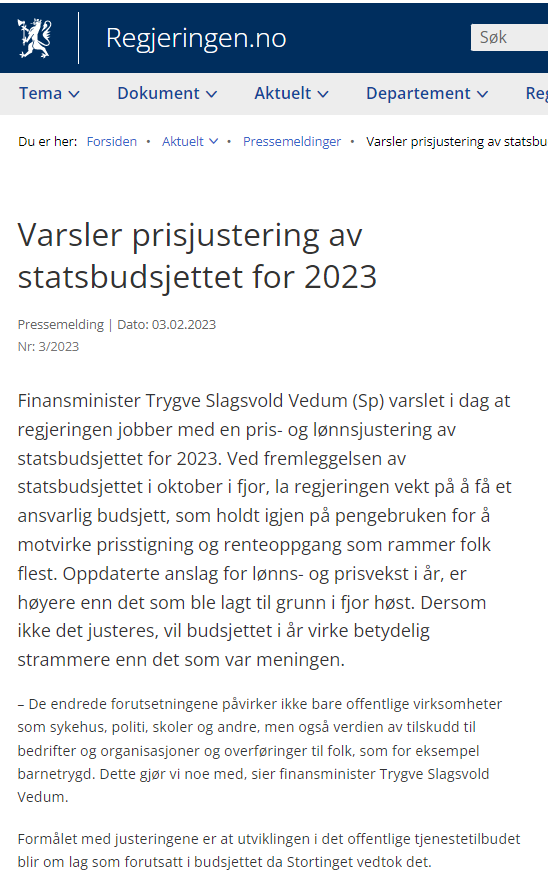 Regjeringen.no
Søk
Tema
Dokument
Aktuelt
Departement
Reg
Du er her: Forsiden • Aktuelt • Pressemeldinger • Varsler prisjustering av statsbu
Varsler prisjustering av
statsbudsjettet for 2023
Pressemelding | Dato: 03.02.2023
Nr: 3/2023
Finansminister Trygve Slagsvold Vedum (Sp) varslet i dag at
regjeringen jobber med en pris- og lønnsjustering av
statsbudsjettet for 2023. Ved fremleggelsen av
statsbudsjettet i oktober i fjor, la regjeringen vekt på å få et
ansvarlig budsjett, som holdt igjen på pengebruken for å
motvirke prisstigning og renteoppgang som rammer folk
flest. Oppdaterte anslag for lønns- og prisvekst i år, er
høyere enn det som ble lagt til grunn i fjor høst. Dersom
ikke det justeres, vil budsjettet i år virke betydelig
strammere enn det som var meningen.
– De endrede forutsetningene påvirker ikke bare offentlige virksomheter
som sykehus, politi, skoler og andre, men også verdien av tilskudd til
bedrifter og organisasjoner og overføringer til folk, som for eksempel
barnetrygd. Dette gjør vi noe med, sier finansminister Trygve Slagsvold
Vedum.
Formålet med justeringene er at utviklingen i det offentlige tjenestetilbudet
blir om lag som forutsatt i budsjettet da Stortinget vedtok det.